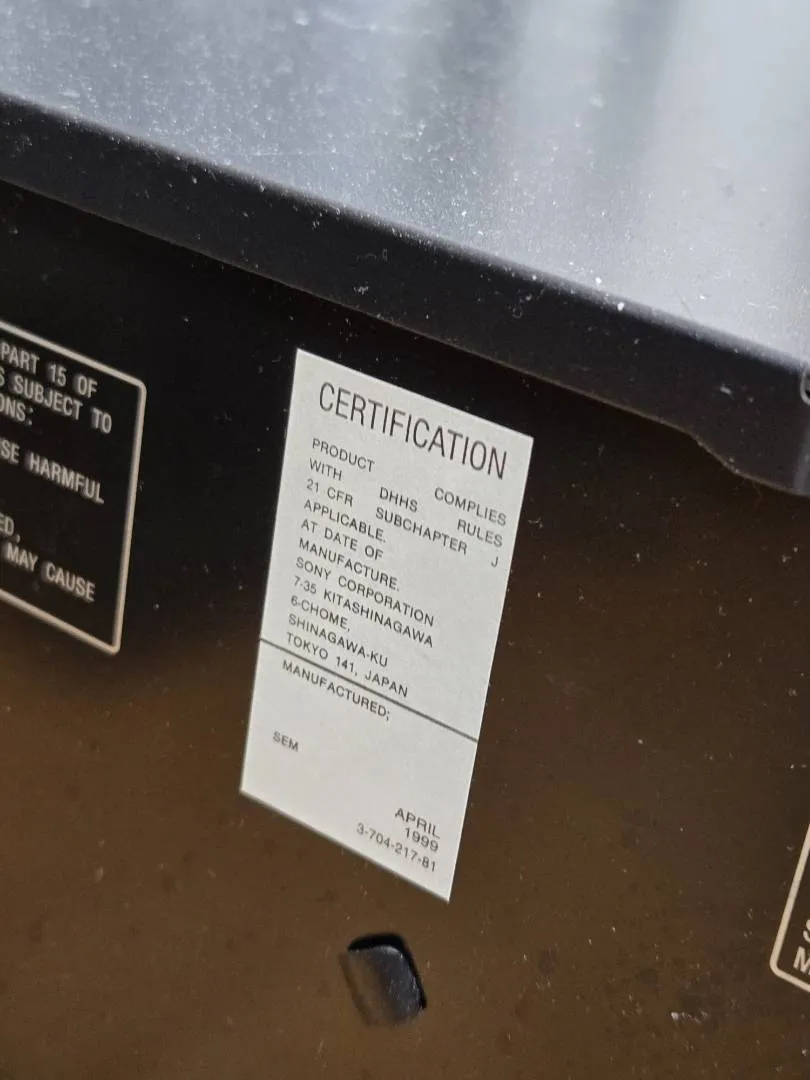 PART 15 OF
SUBJECT TO
ONS:
SE HARMFUL
ED,
MAY CAUSE
CERTIFICATION
PRODUCT COMPLIES
WITH DHHS RULES
21 CFR SUBCHAPTER J
APPLICABLE.
AT DATE OF
MANUFACTURE.
SONY CORPORATION
7-35 KITASHINAGAWA
6-CHOME,
SHINAGAWA-KU
TOKYO 141, JAPAN
MANUFACTURED;
SEM
APRIL
1999
3-704-217-81